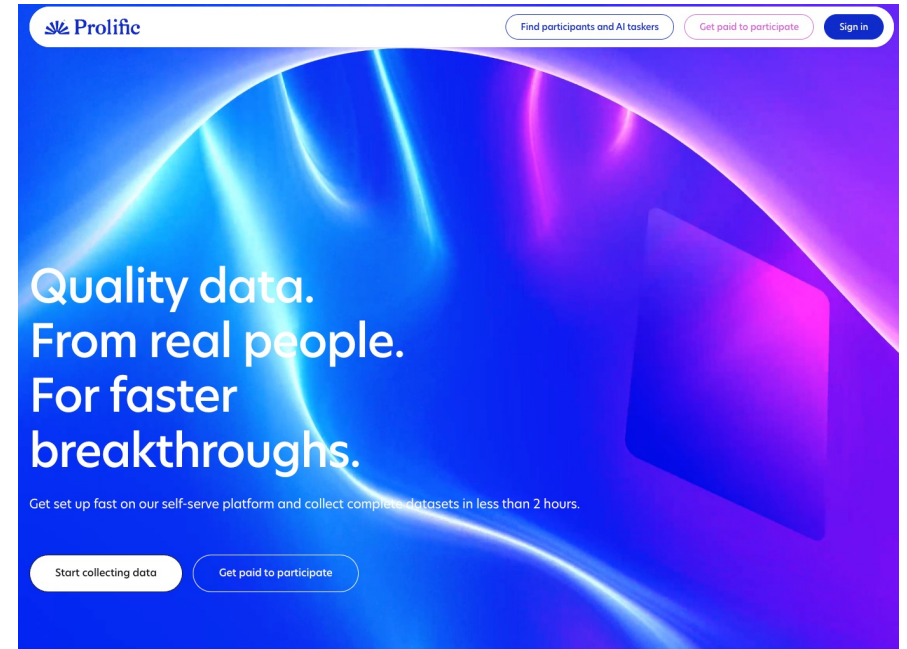 Prolific
Find participants and AI taskers
Get paid to participate
Sign in
Quality data.
From real people.
For faster
breakthroughs.
Get set up fast on our self-serve platform and collect complete datasets in less than 2 hours.
Start collecting data
Get paid to participate